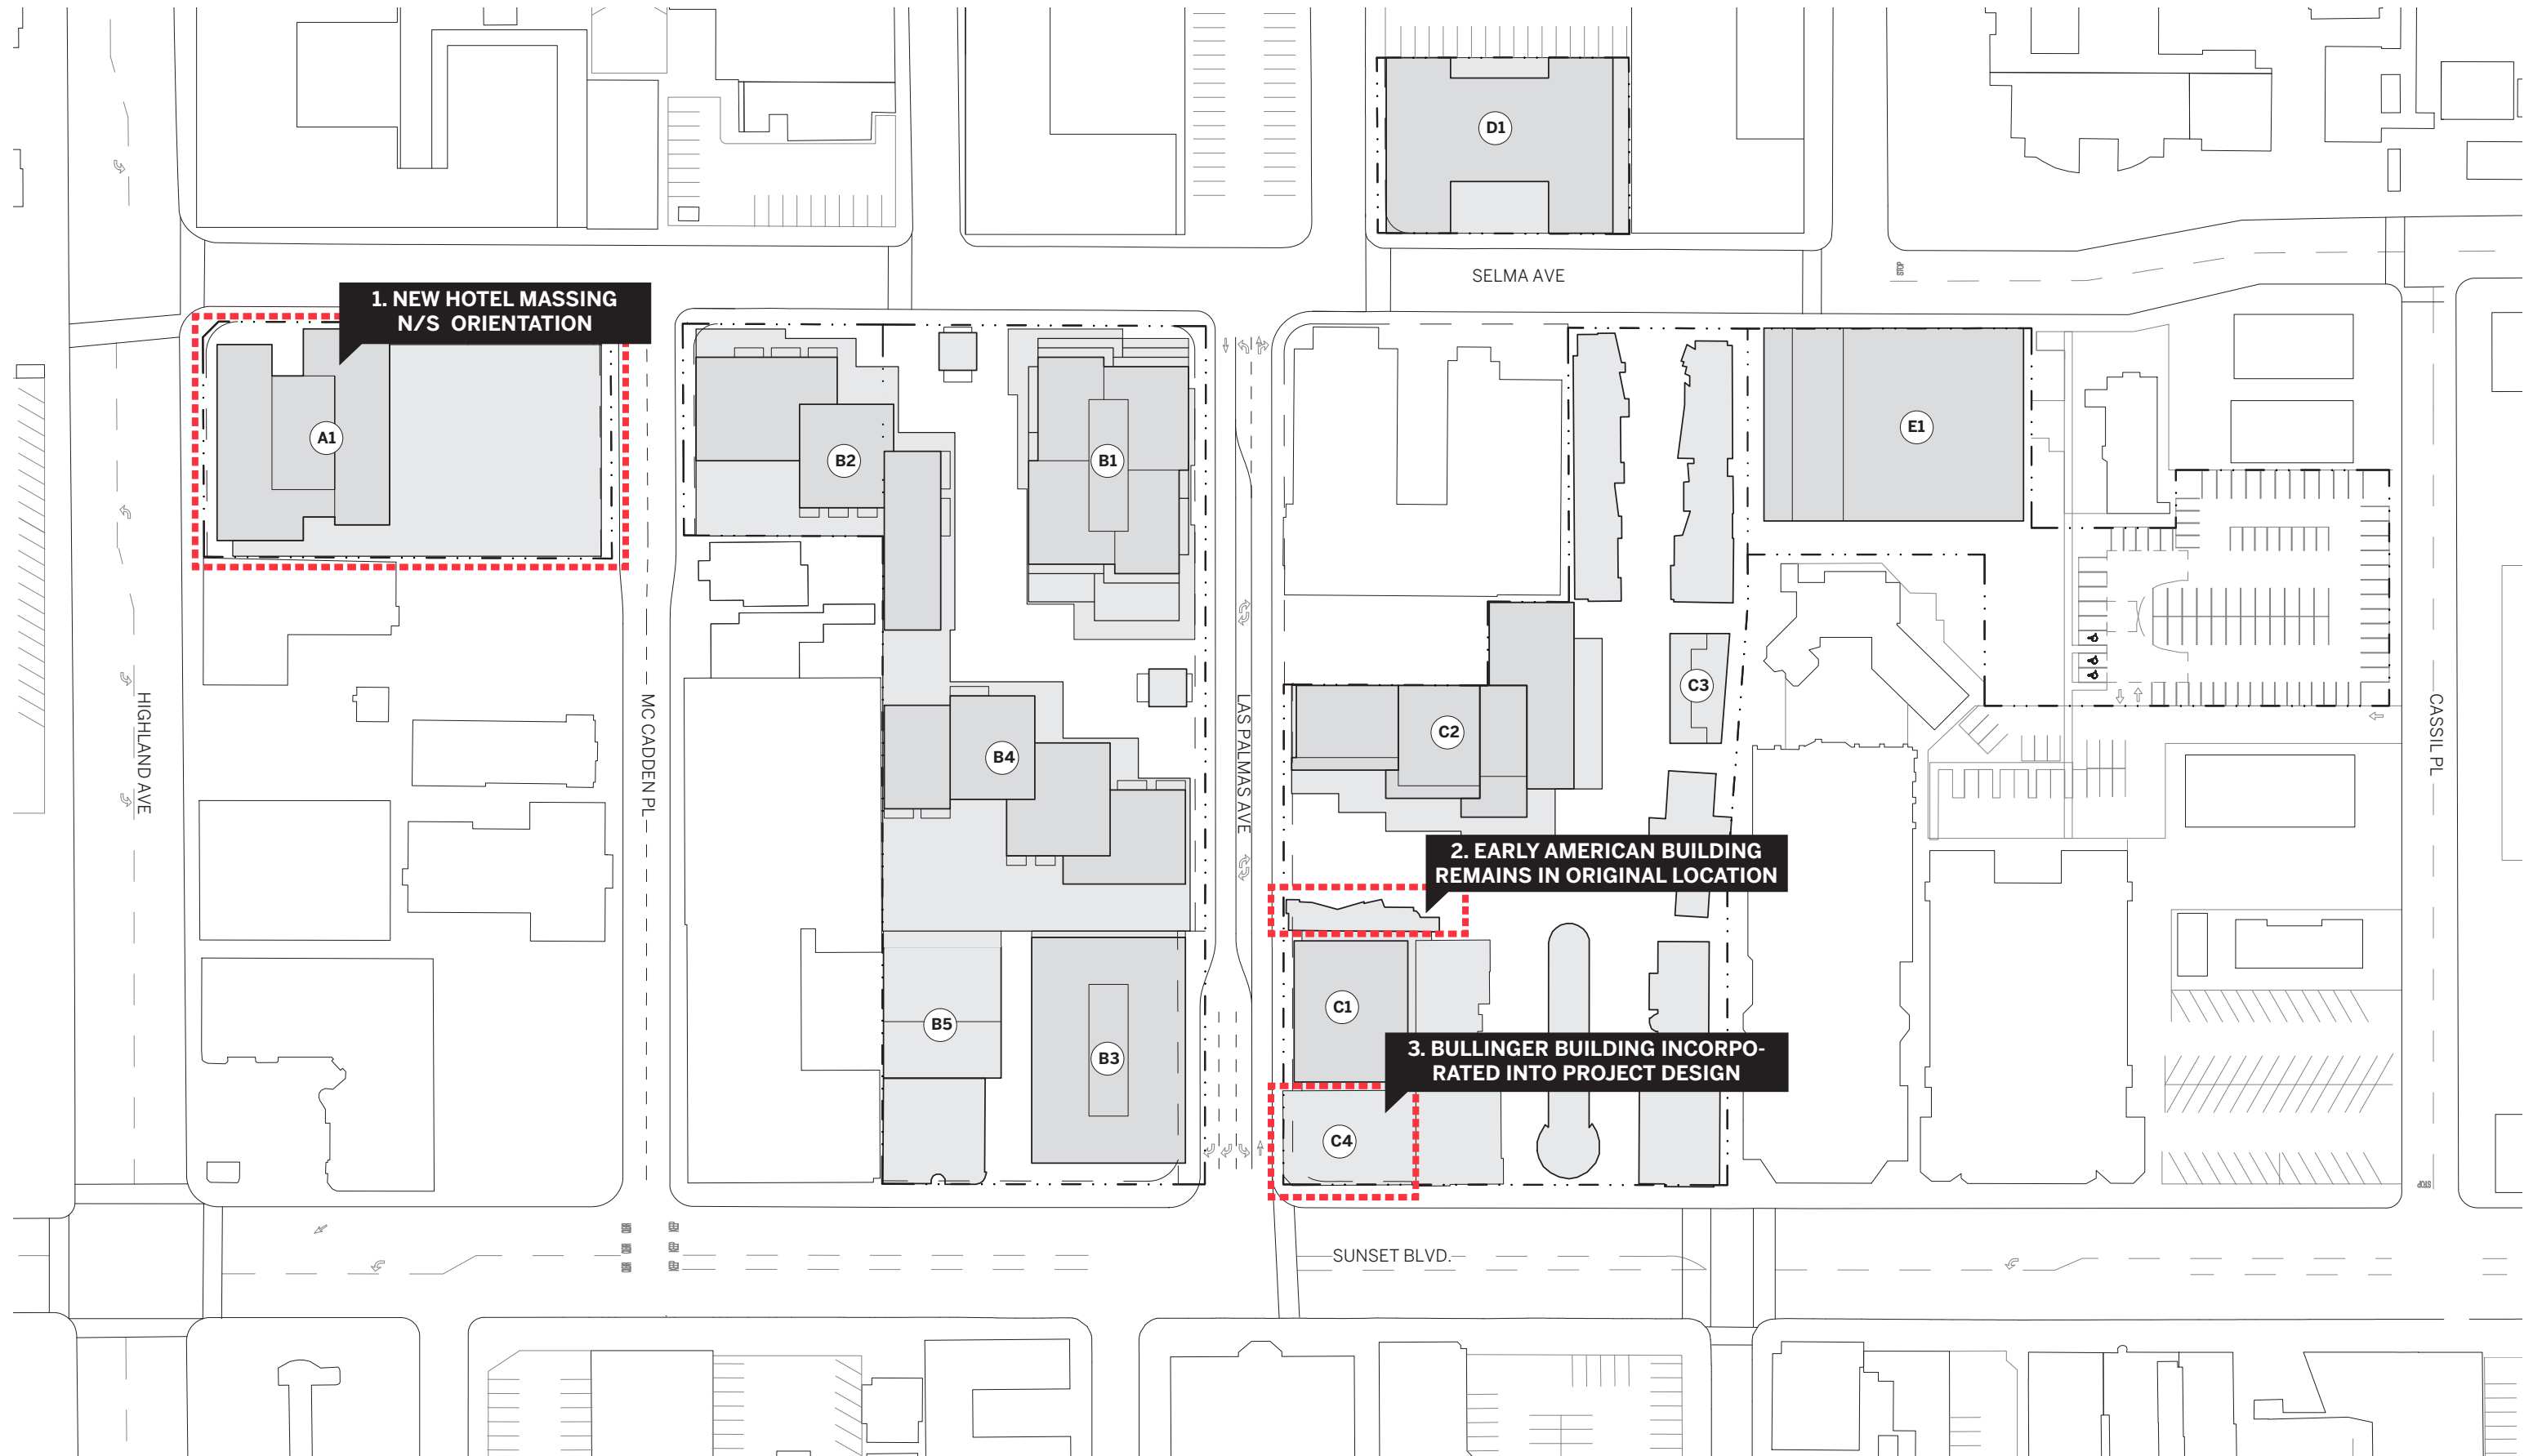 D1
SELMA AVE
STOP
1. NEW HOTEL MASSING
N/S ORIENTATION
A1
B2
B1
E1
C3
C2
B4
HIGHLAND AVE
MC CADDEN PL
LAS PALMAS AVE
CASSIL PL
2. EARLY AMERICAN BUILDING
REMAINS IN ORIGINAL LOCATION
C1
B5
B3
3. BULLINGER BUILDING INCORPO-
RATED INTO PROJECT DESIGN
C4
STOP
SUNSET BLVD.